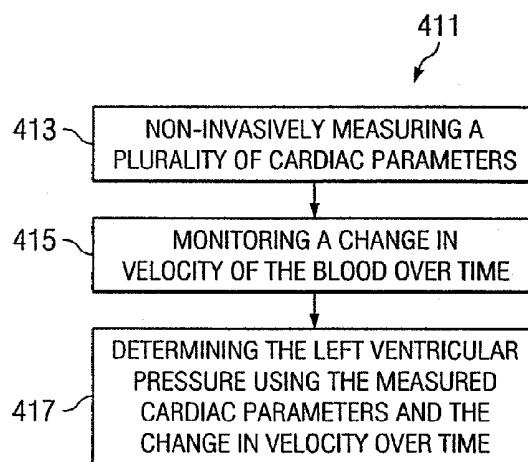 411
413
NON-INVASIVELY MEASURING A
PLURALITY OF CARDIAC PARAMETERS
415
MONITORING A CHANGE IN
VELOCITY OF THE BLOOD OVER TIME
417
DETERMINING THE LEFT VENTRICULAR
PRESSURE USING THE MEASURED
CARDIAC PARAMETERS AND THE
CHANGE IN VELOCITY OVER TIME